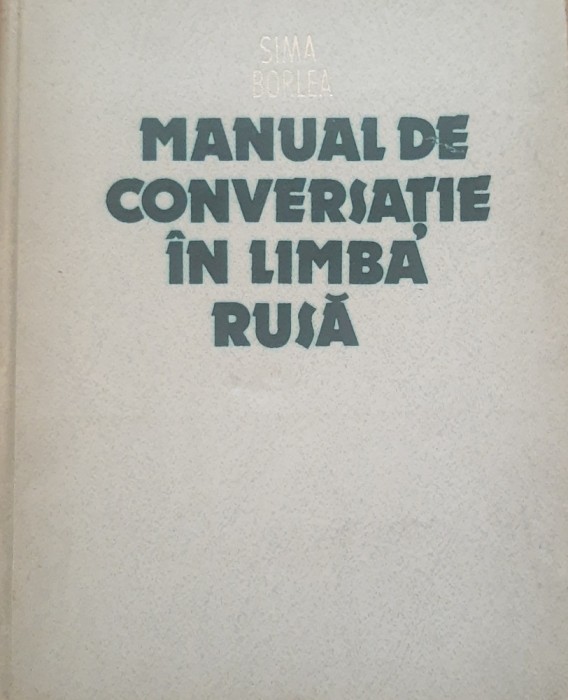 SIMA
BORLEA
MANUAL DE
CONVERSAȚIE
ÎN LIMBA
RUSĂ